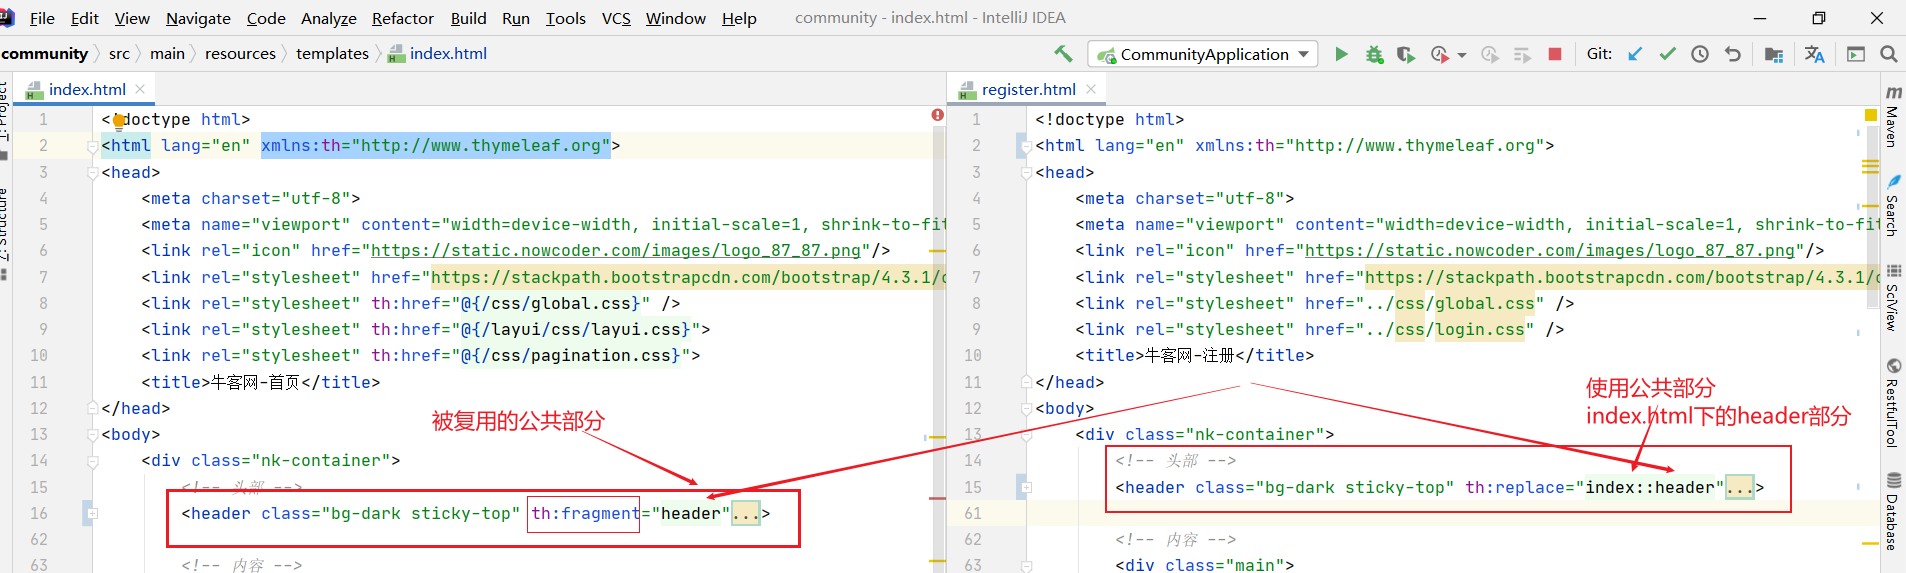 File Edit View Navigate Code Analyze Refactor Build Run Tools VCS Window Help community - index.html - IntelliJ IDEA
community src main resources templates index.html CommunityApplication Git:
index.html
1 <!doctype html>
2 <html lang="en" xmlns:th="http://www.thymeleaf.org">
3 <head>
4 <meta charset="utf-8">
5 <meta name="viewport" content="width=device-width, initial-scale=1, shrink-to-fit
6 <link rel="icon" href="https://static.nowcoder.com/images/logo_87_87.png"/>
7 <link rel="stylesheet" href="https://stackpath.bootstrapcdn.com/bootstrap/4.3.1/c
8 <link rel="stylesheet" th:href="@{/css/global.css}" />
9 <link rel="stylesheet" th:href="@{/layui/css/layui.css}">
10 <link rel="stylesheet" th:href="@{/css/pagination.css}">
11 <title>牛客网-首页</title>
12 </head>
被复用的公共部分
13 <body>
14 <div class="nk-container">
15 <!-- 头部 -->
16 <header class="bg-dark sticky-top" th:fragment="header"...>
62
63 <!-- 内容 -->
register.html
1 <!doctype html>
2 <html lang="en" xmlns:th="http://www.thymeleaf.org">
3 <head>
4 <meta charset="utf-8">
5 <meta name="viewport" content="width=device-width, initial-scale=1, shrink-to-fit
6 <link rel="icon" href="https://static.nowcoder.com/images/logo_87_87.png"/>
7 <link rel="stylesheet" href="https://stackpath.bootstrapcdn.com/bootstrap/4.3.1/c
8 <link rel="stylesheet" href="../css/global.css" />
9 <link rel="stylesheet" href="../css/login.css" />
10 <title>牛客网-注册</title>
11 </head>
使用公共部分
index.html下的header部分
12 <body>
13 <div class="nk-container">
14 <!-- 头部 -->
15 <header class="bg-dark sticky-top" th:replace="index::header"...>
61
62 <!-- 内容 -->
63 <div class="main">
1: Project
7: Structure
Maven
Search
SciView
RestfulTool
Database